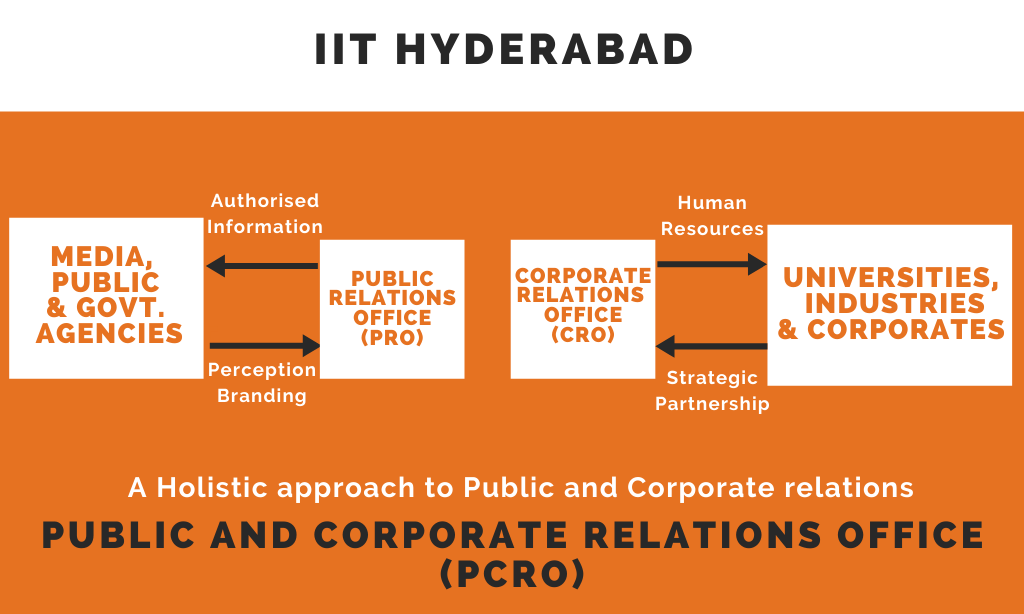 IIT HYDERABAD
Authorised
Information
MEDIA,
PUBLIC
& GOVT.
AGENCIES
Perception
Branding
PUBLIC
RELATIONS
OFFICE
(PRO)
CORPORATE
RELATIONS
OFFICE
(CRO)
Human
Resources
UNIVERSITIES,
INDUSTRIES
& CORPORATES
Strategic
Partnership
A Holistic approach to Public and Corporate relations
PUBLIC AND CORPORATE RELATIONS OFFICE
(PCRO)